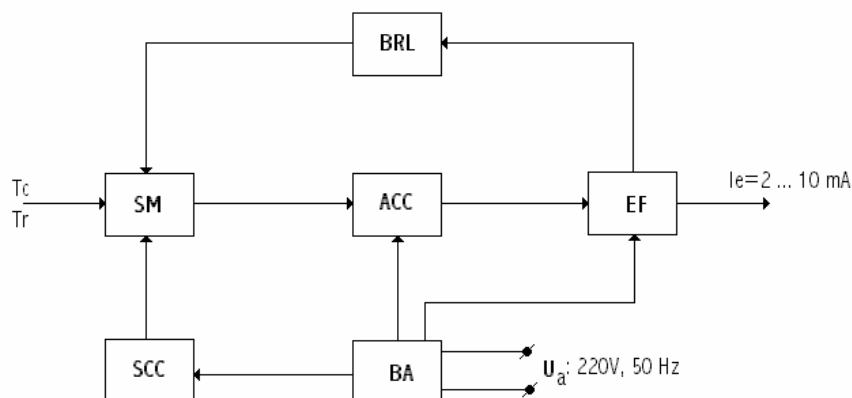 BRL
Tc
Tr
SM
ACC
EF
Ie=2 ... 10 mA
SCC
BA
Ua: 220V, 50 Hz